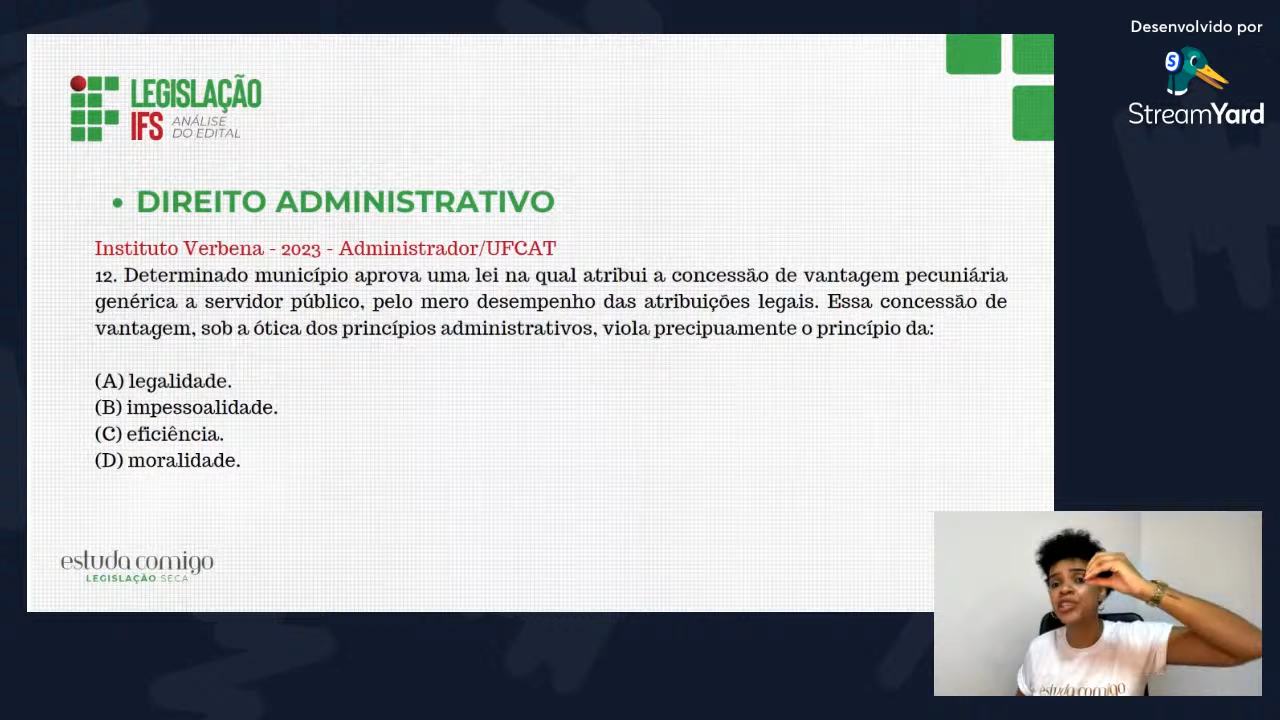 Desenvolvido por
StreamYard
LEGISLAÇÃO
IFS ANÁLISE
DO EDITAL
• DIREITO ADMINISTRATIVO
Instituto Verbena - 2023 - Administrador/UFCAT
12. Determinado município aprova uma lei na qual atribui a concessão de vantagem pecuniária
genérica a servidor público, pelo mero desempenho das atribuições legais. Essa concessão de
vantagem, sob a ótica dos princípios administrativos, viola precipuamente o princípio da:
(A) legalidade.
(B) impessoalidade.
(C) eficiência.
(D) moralidade.
estuda comigo
LEGISLAÇÃO SECA
estuda comigo